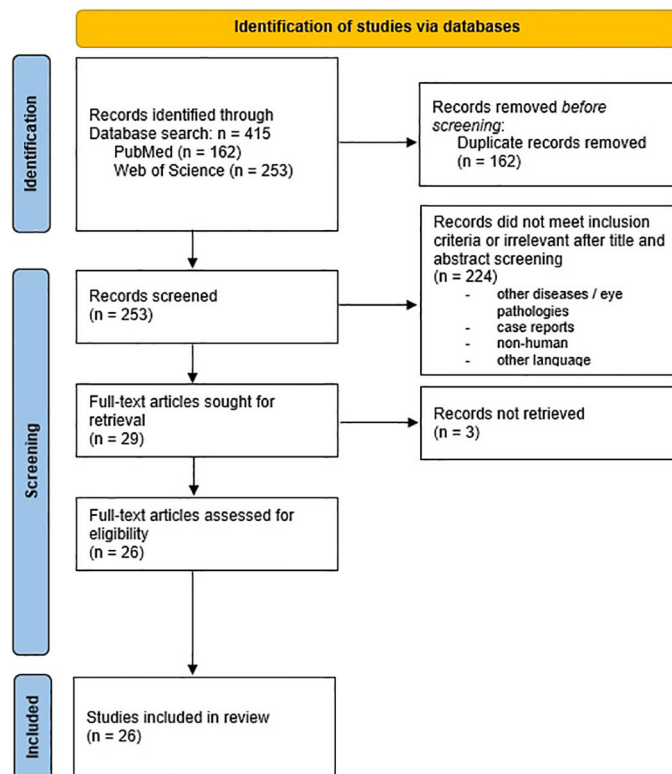 Identification of studies via databases
Identification
Records identified through
Database search: n = 415
PubMed (n = 162)
Web of Science (n = 253)
Records removed before
screening:
Duplicate records removed
(n = 162)
Records did not meet inclusion
criteria or irrelevant after title and
abstract screening
(n = 224)
- other diseases / eye
pathologies
- case reports
- non-human
- other language
Screening
Records screened
(n = 253)
Full-text articles sought for
retrieval
(n = 29)
Records not retrieved
(n = 3)
Full-text articles assessed for
eligibility
(n = 26)
Included
Studies included in review
(n = 26)